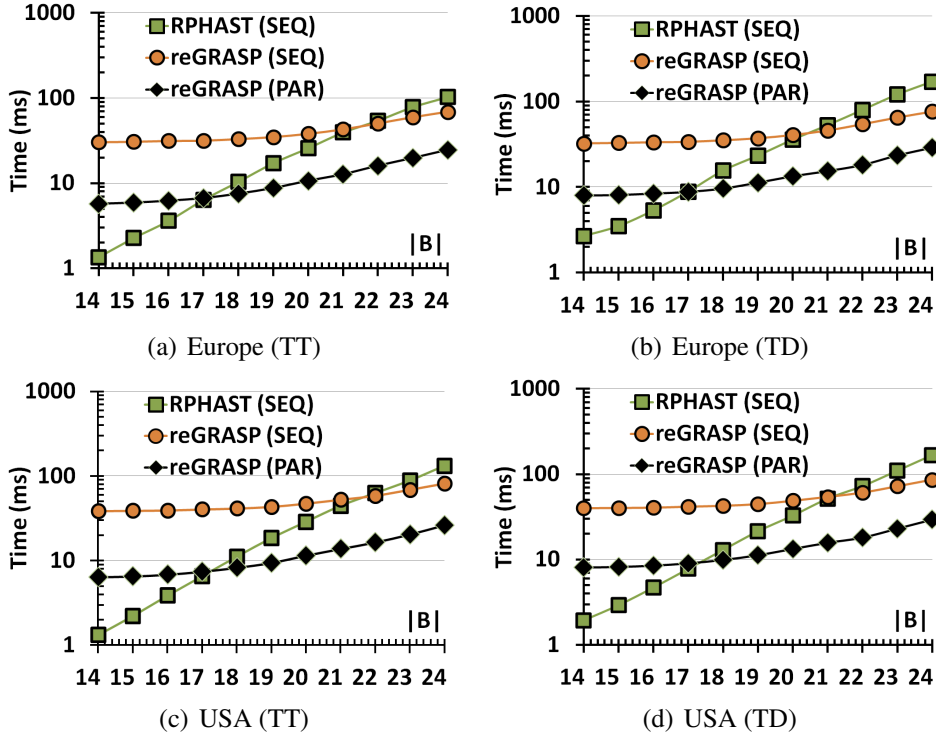 RPHAST (SEQ)
reGRASP (SEQ)
reGRASP (PAR)
Time (ms)
1000
100
10
1
|B|
14 15 16 17 18 19 20 21 22 23 24
(a) Europe (TT)
RPHAST (SEQ)
reGRASP (SEQ)
reGRASP (PAR)
Time (ms)
1000
100
10
1
|B|
14 15 16 17 18 19 20 21 22 23 24
(b) Europe (TD)
RPHAST (SEQ)
reGRASP (SEQ)
reGRASP (PAR)
Time (ms)
1000
100
10
1
|B|
14 15 16 17 18 19 20 21 22 23 24
(c) USA (TT)
RPHAST (SEQ)
reGRASP (SEQ)
reGRASP (PAR)
Time (ms)
1000
100
10
1
|B|
14 15 16 17 18 19 20 21 22 23 24
(d) USA (TD)